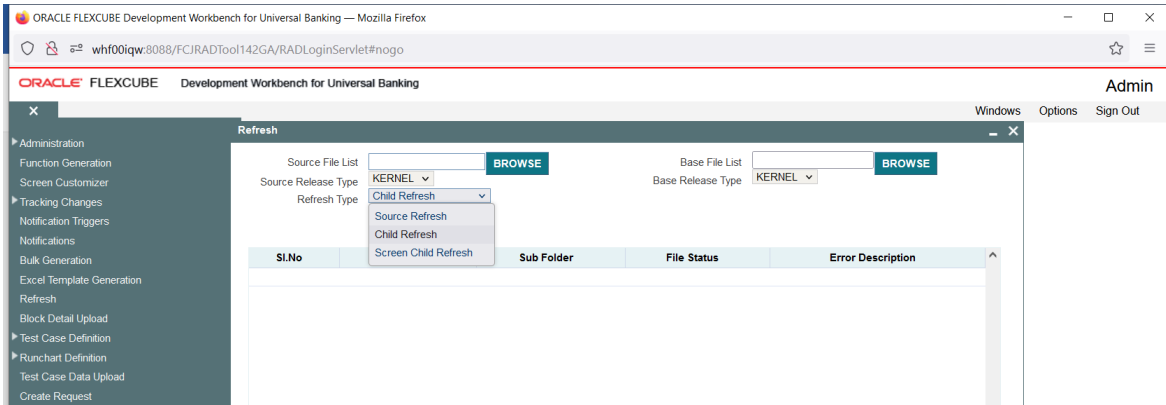 ORACLE FLEXCUBE Development Workbench for Universal Banking — Mozilla Firefox
whf00iqw:8088/FCJRADTool142GA/RADLoginServlet#nogo
ORACLE FLEXCUBE Development Workbench for Universal Banking Admin
Windows Options Sign Out
Refresh
Administration
Function Generation
Screen Customizer
Tracking Changes
Notification Triggers
Notifications
Bulk Generation
Excel Template Generation
Refresh
Block Detail Upload
Test Case Definition
Runchart Definition
Test Case Data Upload
Create Request
Source File List BROWSE Base File List BROWSE
Source Release Type KERNEL Base Release Type KERNEL
Refresh Type Child Refresh
Source Refresh
Child Refresh
Screen Child Refresh
Sl.No Sub Folder File Status Error Description